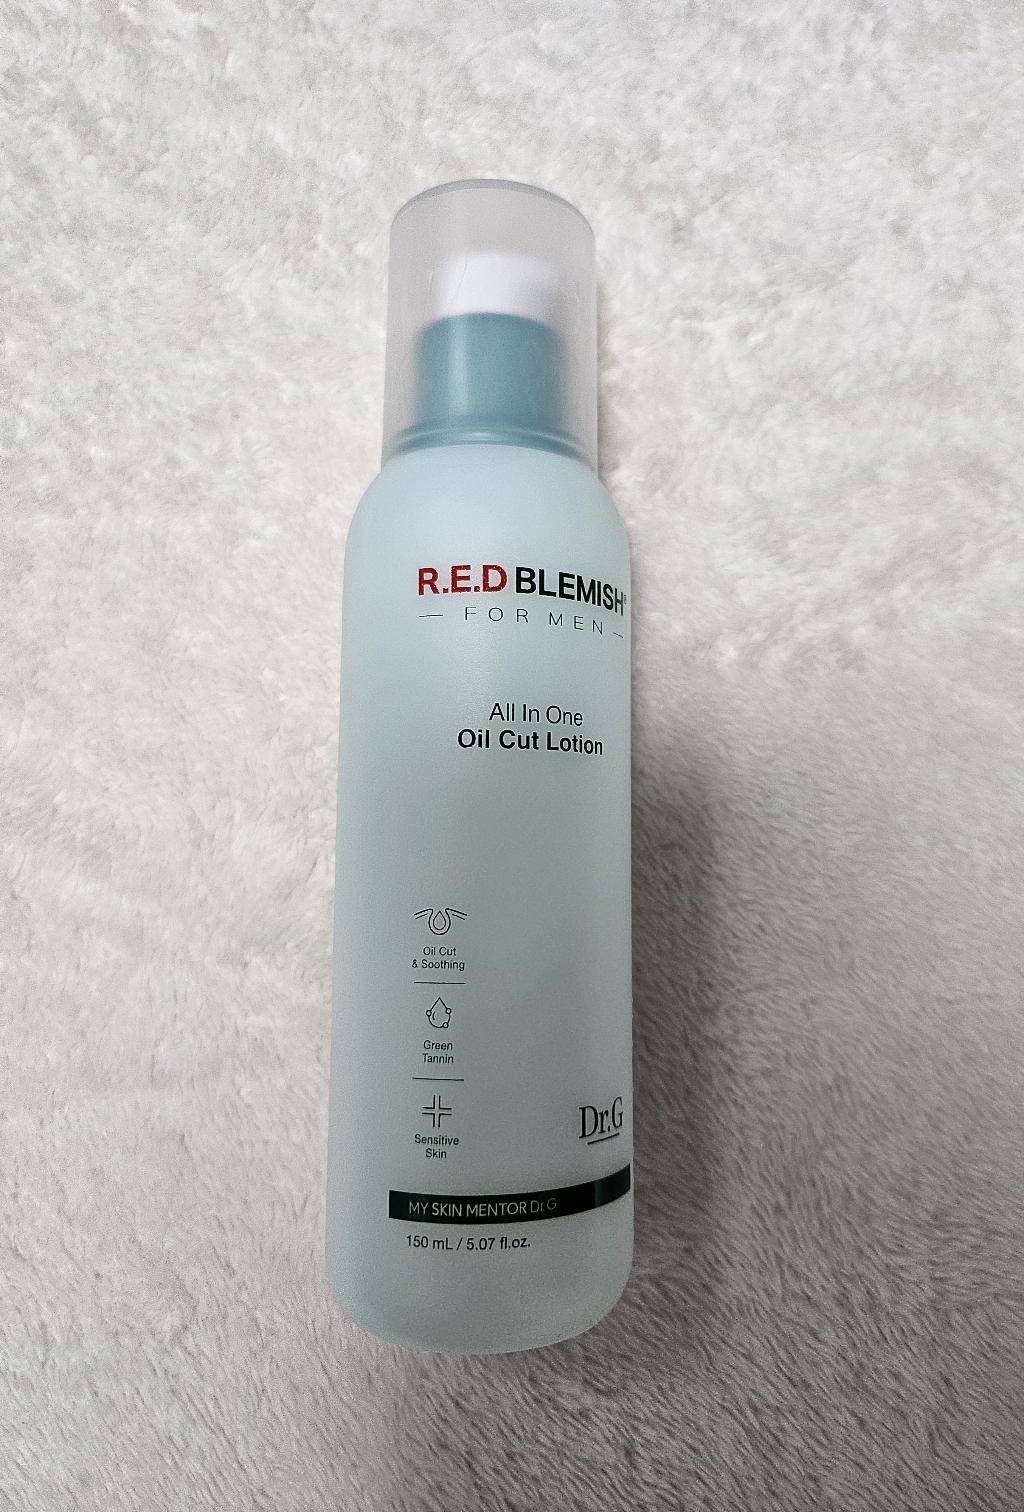 R.E.D BLEMISH®
— FOR MEN —
All In One
Oil Cut Lotion
Oil Cut
& Soothing
Green
Tannin
Sensitive
Skin
Dr.G
MY SKIN MENTOR Dr.G
150 mL / 5.07 fl.oz.